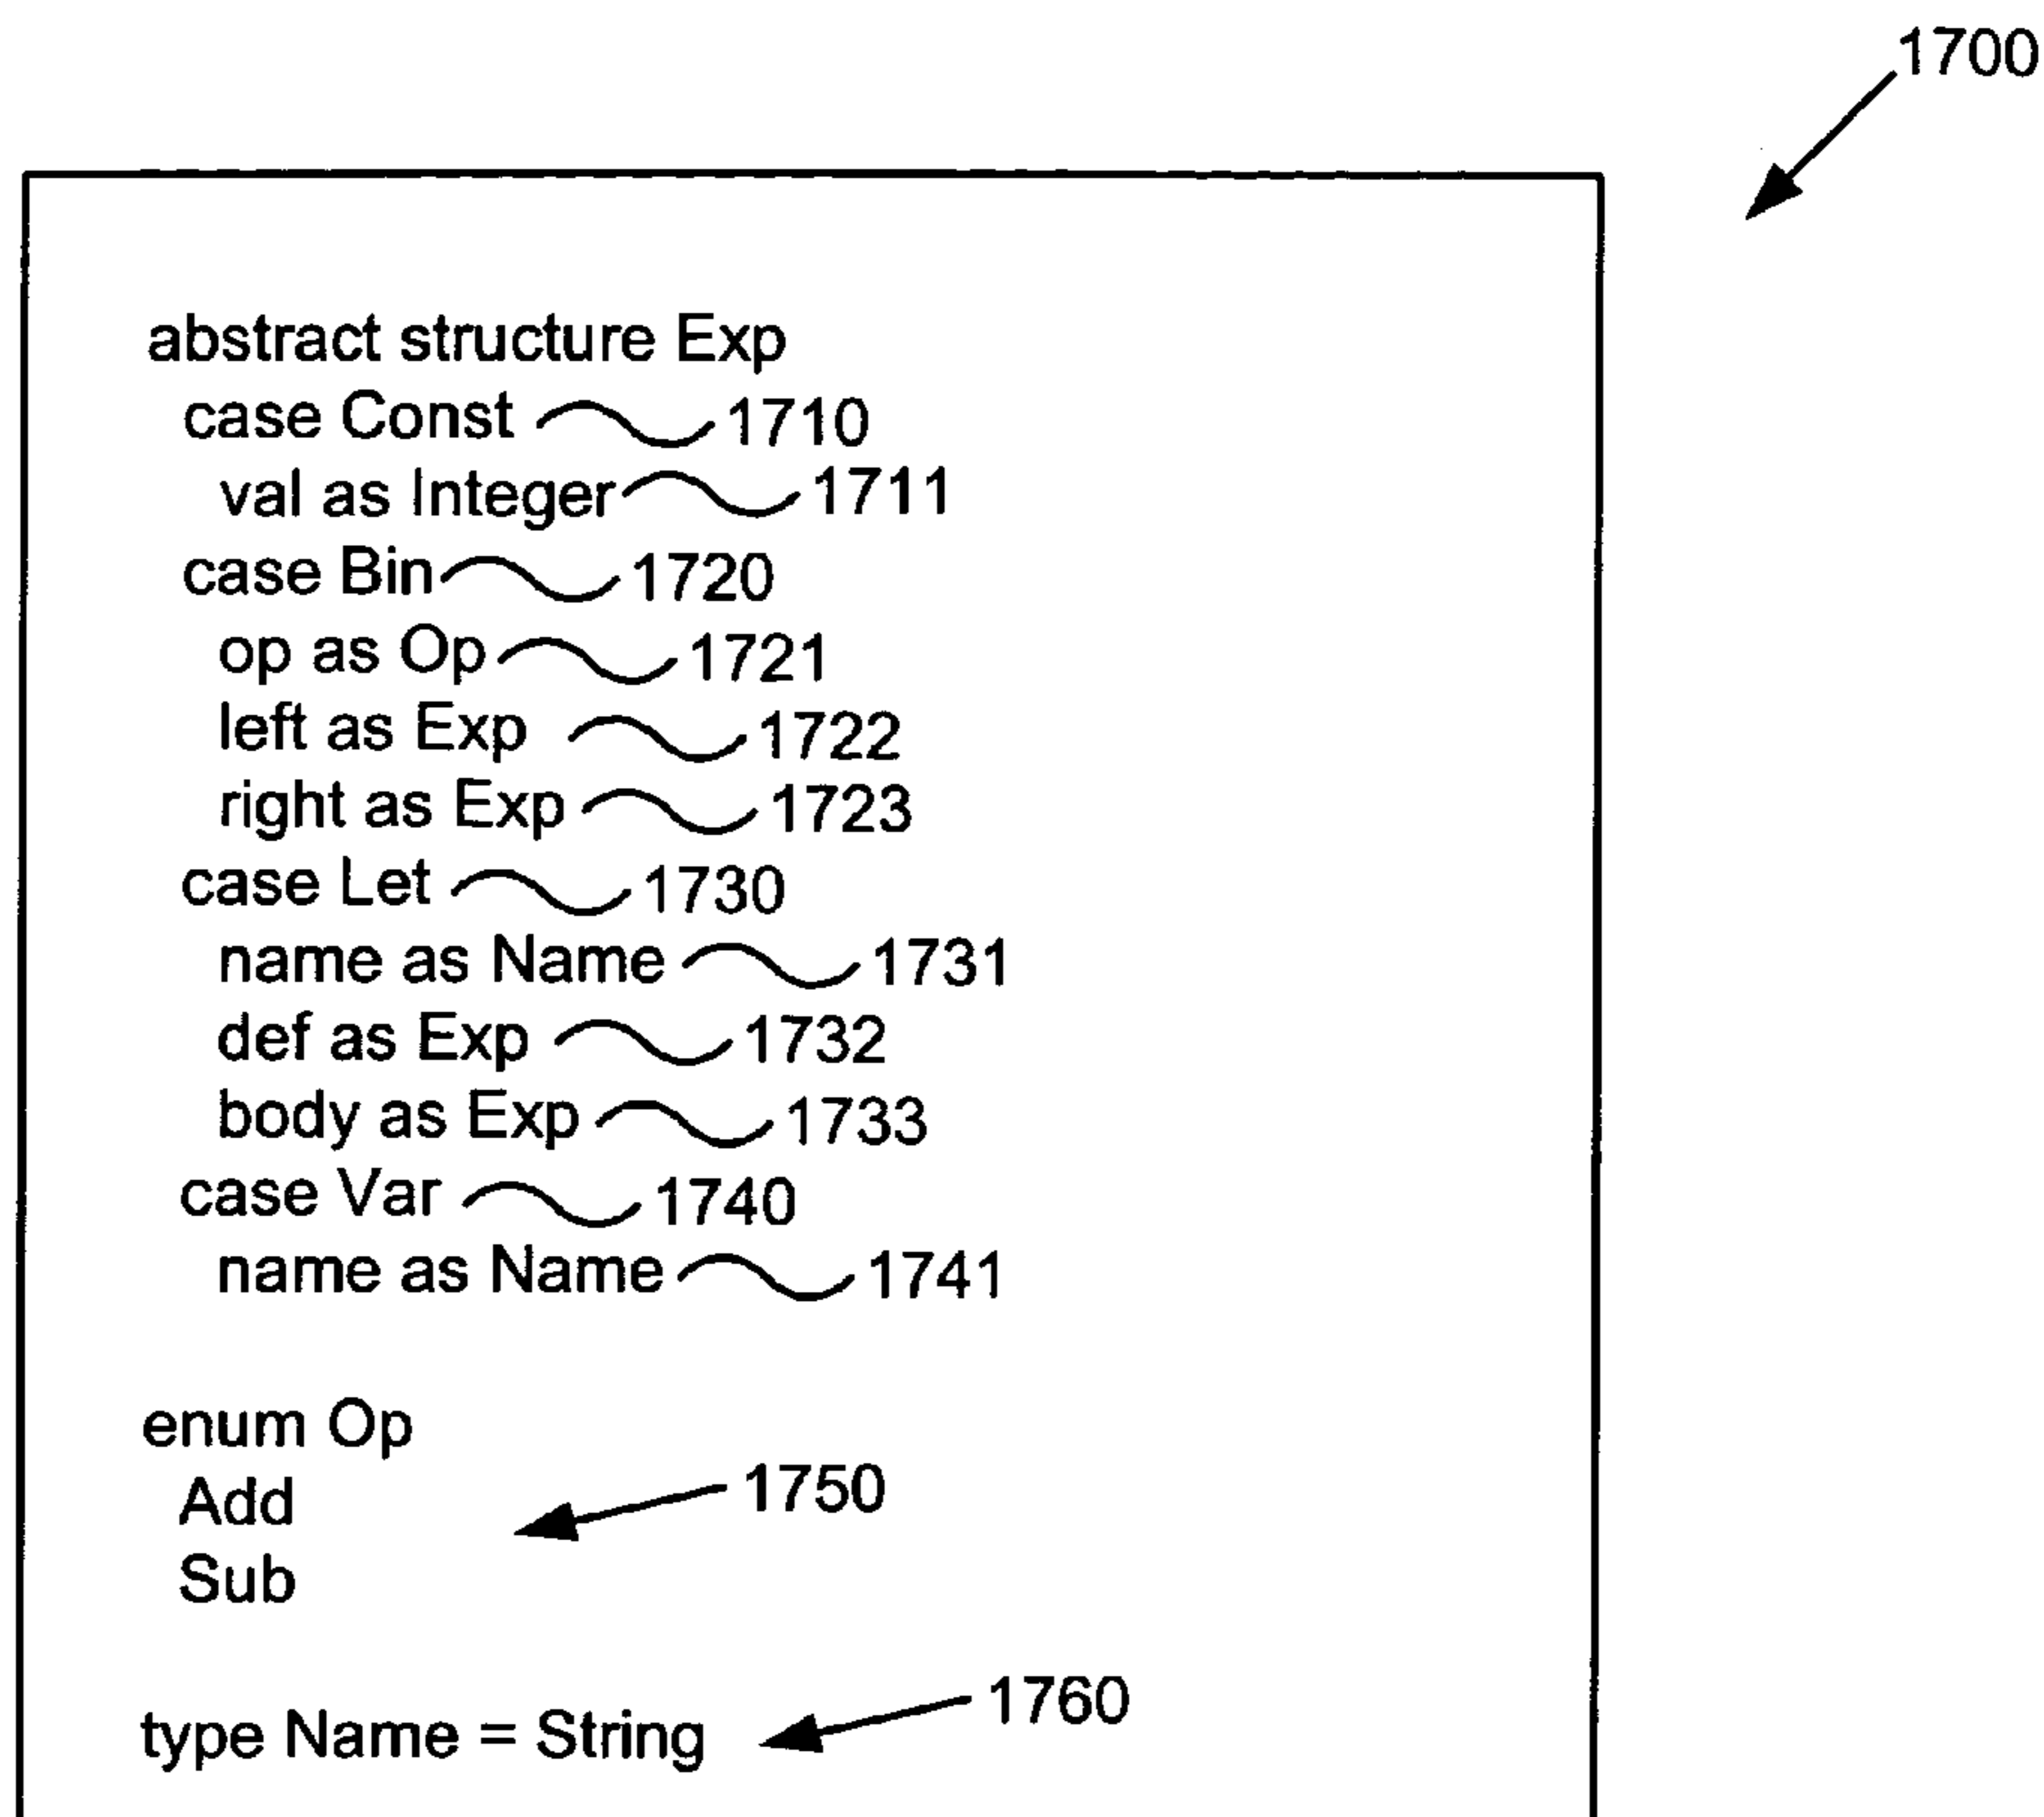 1700
abstract structure Exp
case Const 1710
val as Integer 1711
case Bin 1720
op as Op 1721
left as Exp 1722
right as Exp 1723
case Let 1730
name as Name 1731
def as Exp 1732
body as Exp 1733
case Var 1740
name as Name 1741
enum Op
Add 1750
Sub
type Name = String 1760